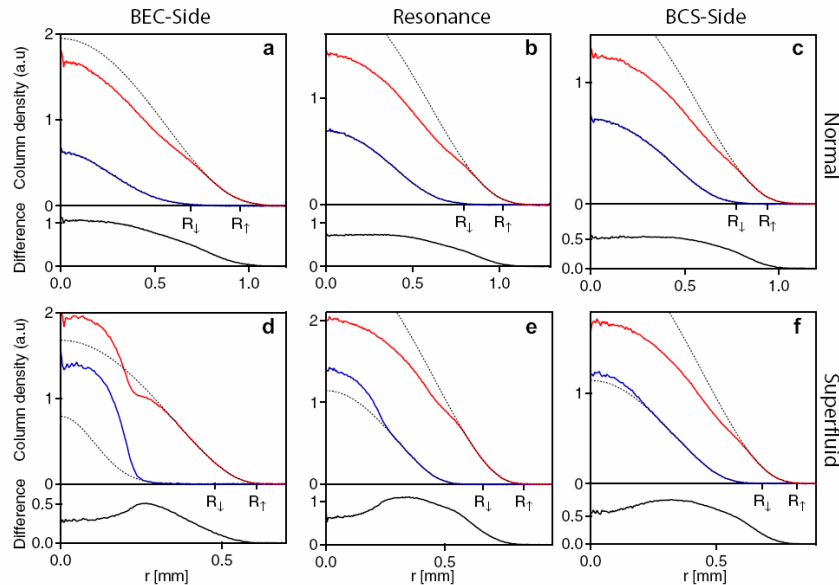 BEC-Side Resonance BCS-Side
a b c
Column density (a.u)
2
1
0
1
0
1
0
R↓ R↑ R↓ R↑ R↓ R↑
Normal
Difference
1
0
1
0
0.5
0.0
0.0 0.5 1.0 0.0 0.5 1.0 0.0 0.5 1.0
d e f
Column density (a.u)
2
1
0
2
1
0
1
0
R↓ R↑ R↓ R↑ R↓ R↑
Superfluid
Difference
0.5
0.0
1
0
0.5
0.0
0.0 0.5 0.0 0.5 0.0 0.5
r [mm] r [mm] r [mm]